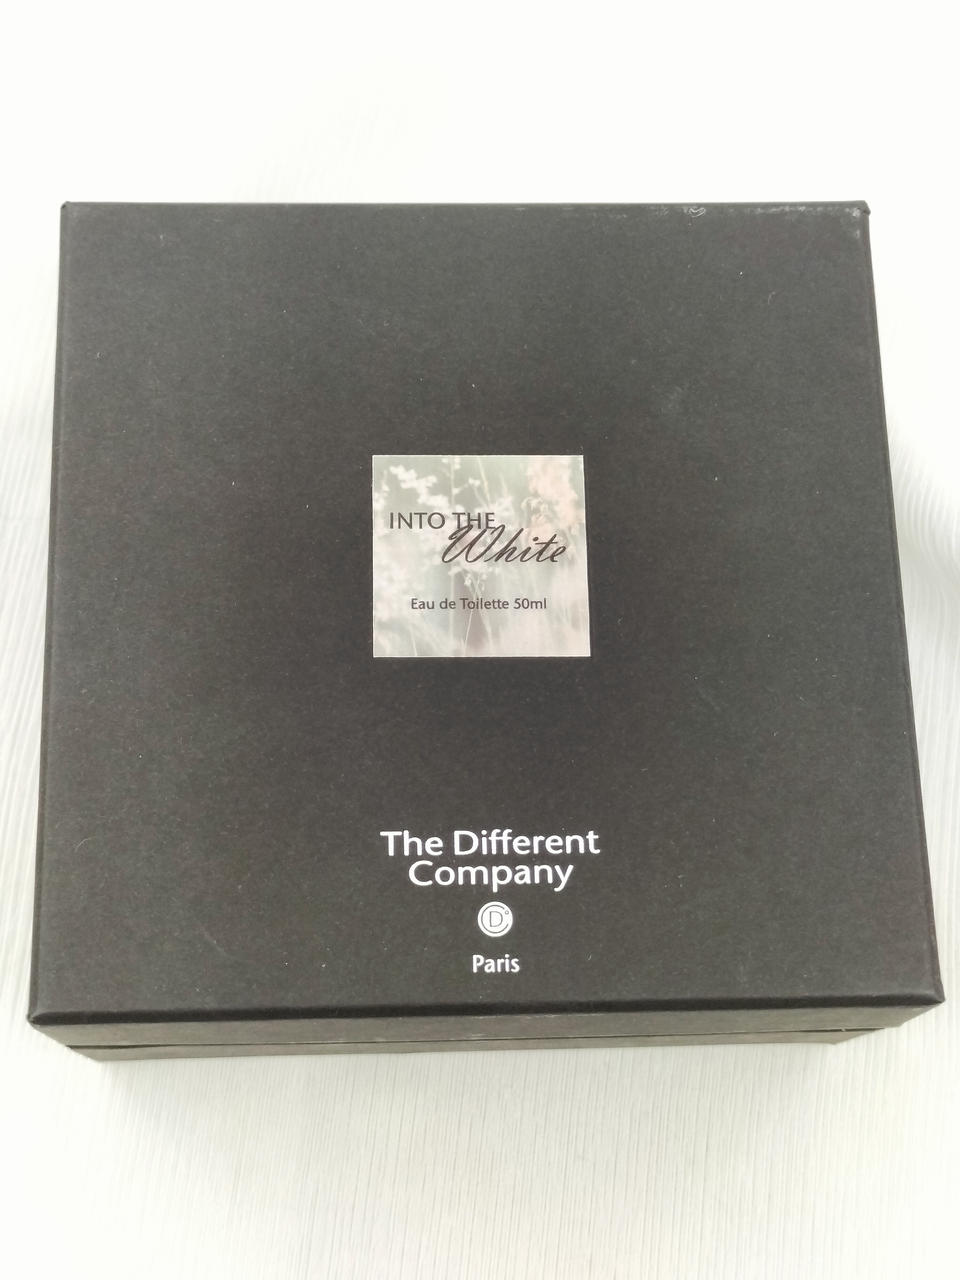 INTO THE
White
Eau de Toilette 50ml
The Different
Company
D
Paris